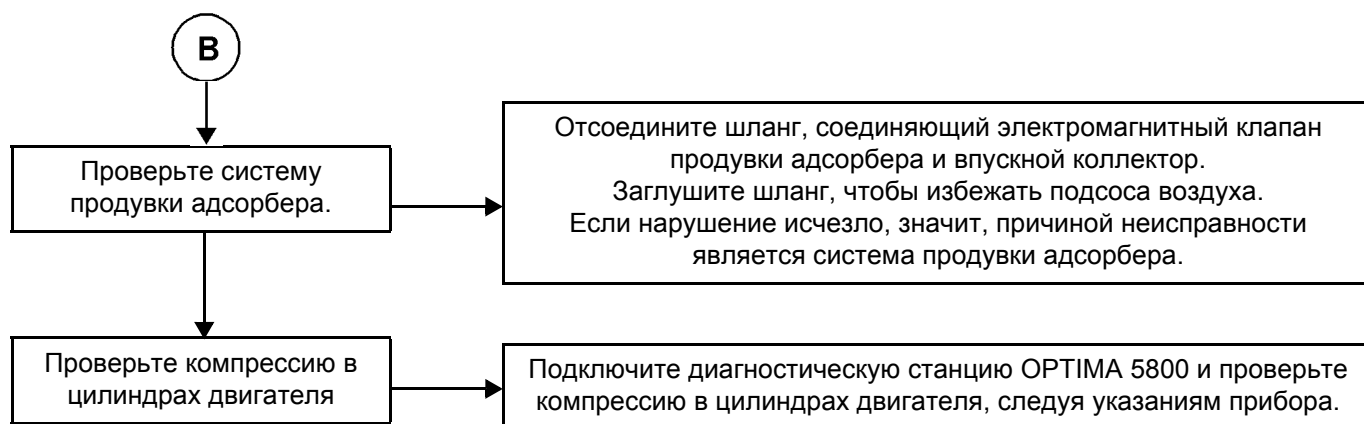 B
Проверьте систему
продувки адсорбера.
Отсоедините шланг, соединяющий электромагнитный клапан
продувки адсорбера и впускной коллектор.
Заглушите шланг, чтобы избежать подсоса воздуха.
Если нарушение исчезло, значит, причиной неисправности
является система продувки адсорбера.
Проверьте компрессию в
цилиндрах двигателя
Подключите диагностическую станцию OPTIMA 5800 и проверьте
компрессию в цилиндрах двигателя, следуя указаниям прибора.